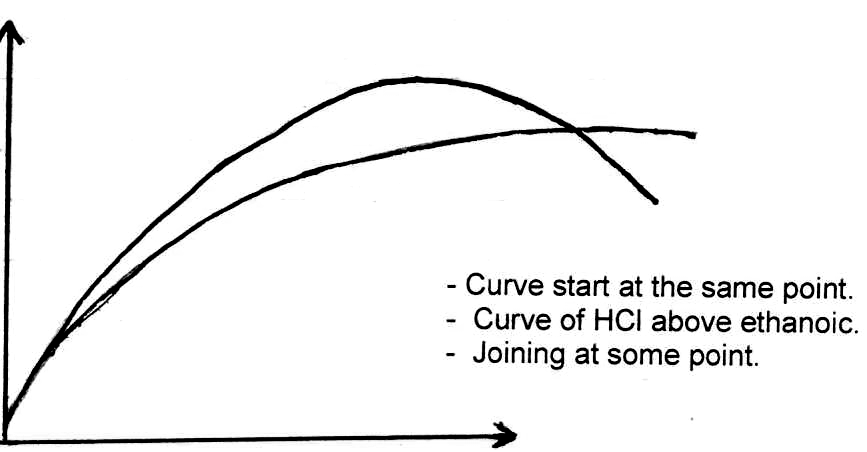 - Curve start at the same point.
- Curve of HCl above ethanoic.
- Joining at some point.